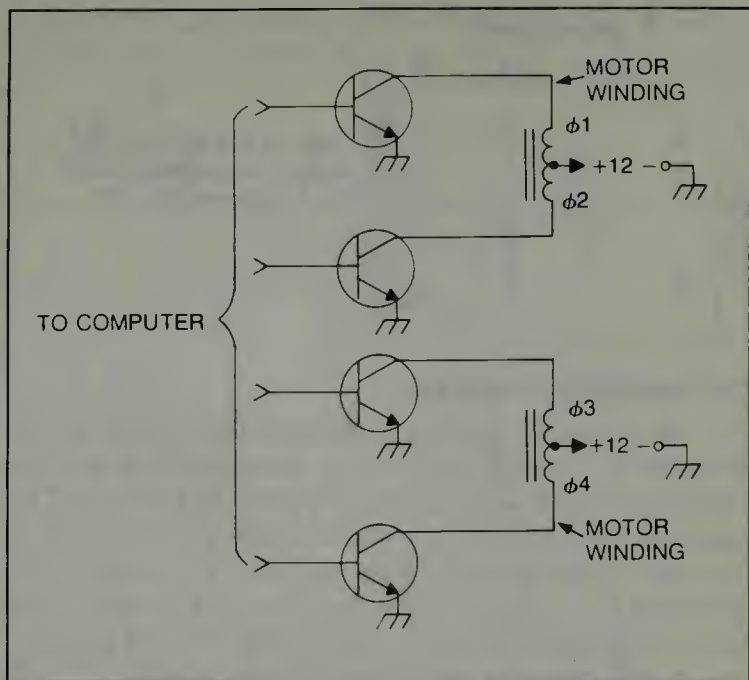 MOTOR
WINDING
ϕ1
+12 -
ϕ2
TO COMPUTER
ϕ3
+12 -
ϕ4
MOTOR
WINDING